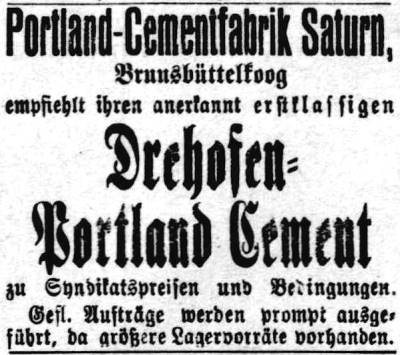 Portland-Cementfabrik Saturn,
Brunsbüttelkoog
empfiehlt ihren anerkannt erstklassigen
Drehofen-
Portland Cement
zu Syndikatspreisen und Bedingungen.
Gefl. Aufträge werden prompt ausge-
führt, da größere Lagervorräte vorhanden.